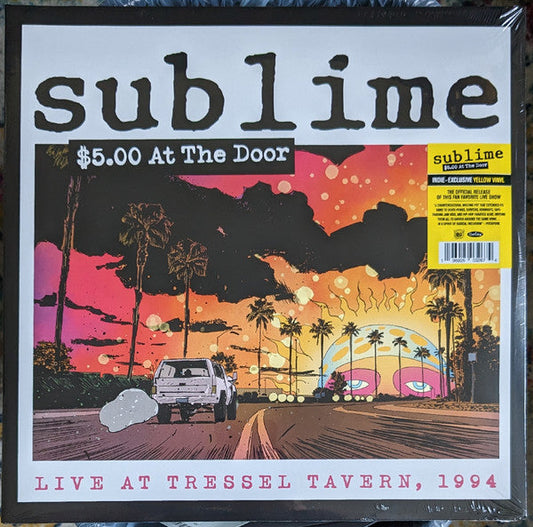 sublime
$5.00 At The Door
sublime
$5.00 At The Door
INDIE-EXCLUSIVE YELLOW VINYL
THE OFFICIAL RELEASE
OF THIS FAN FAVORITE LIVE SHOW
LIVE AT TRESSEL TAVERN, 1994